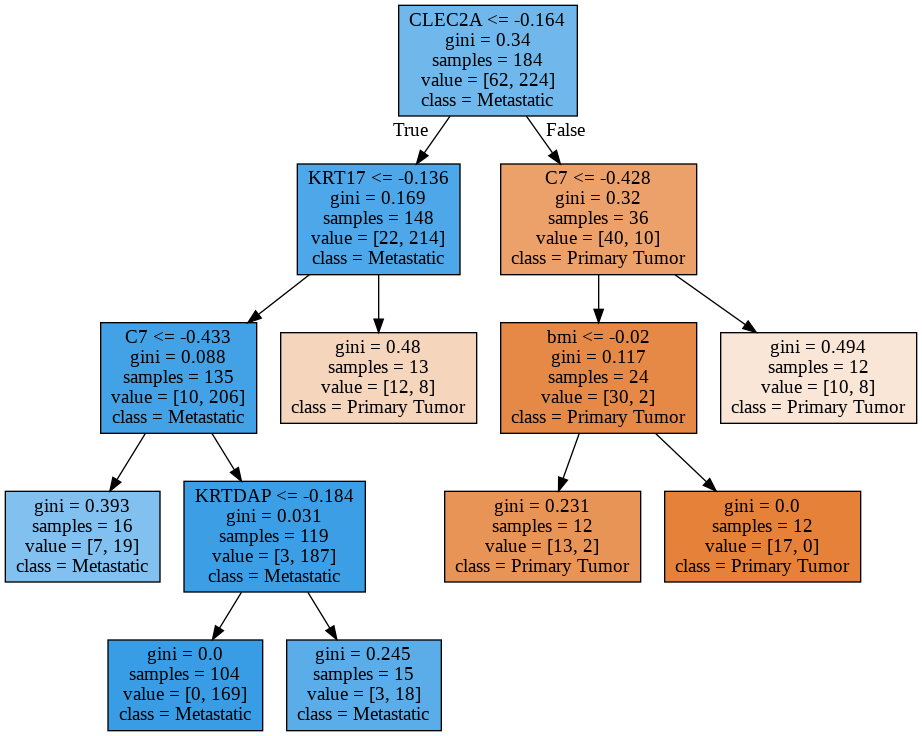 CLEC2A <= -0.164
gini = 0.34
samples = 184
value = [62, 224]
class = Metastatic
True
False
KRT17 <= -0.136
gini = 0.169
samples = 148
value = [22, 214]
class = Metastatic
C7 <= -0.428
gini = 0.32
samples = 36
value = [40, 10]
class = Primary Tumor
C7 <= -0.433
gini = 0.088
samples = 135
value = [10, 206]
class = Metastatic
gini = 0.48
samples = 13
value = [12, 8]
class = Primary Tumor
bmi <= -0.02
gini = 0.117
samples = 24
value = [30, 2]
class = Primary Tumor
gini = 0.494
samples = 12
value = [10, 8]
class = Primary Tumor
gini = 0.393
samples = 16
value = [7, 19]
class = Metastatic
KRTDAP <= -0.184
gini = 0.031
samples = 119
value = [3, 187]
class = Metastatic
gini = 0.231
samples = 12
value = [13, 2]
class = Primary Tumor
gini = 0.0
samples = 12
value = [17, 0]
class = Primary Tumor
gini = 0.0
samples = 104
value = [0, 169]
class = Metastatic
gini = 0.245
samples = 15
value = [3, 18]
class = Metastatic